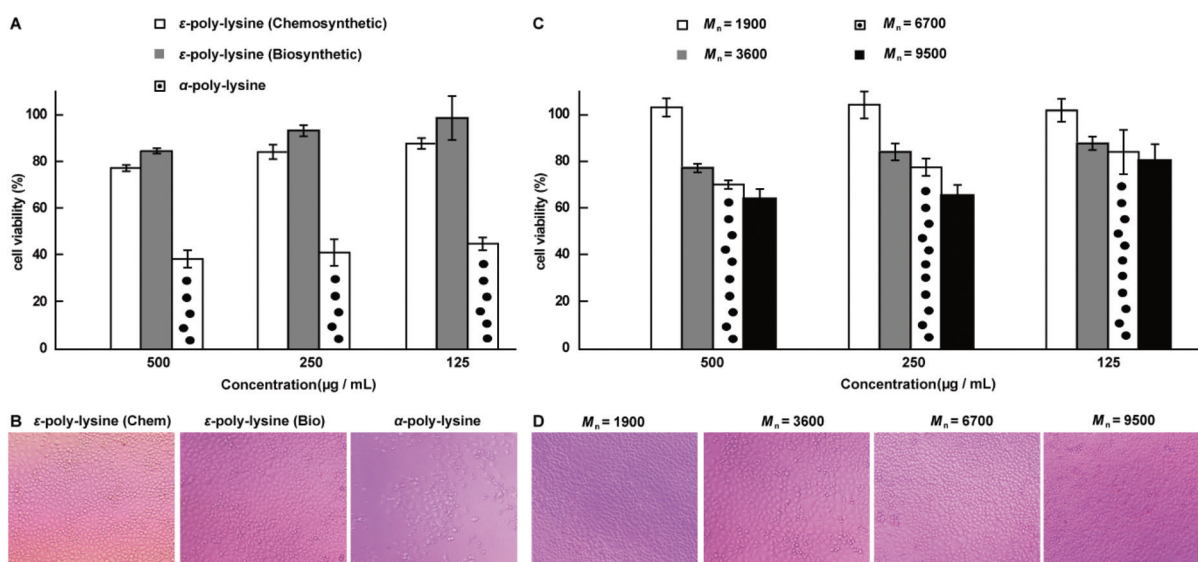 A
ε-poly-lysine (Chemosynthetic)
ε-poly-lysine (Biosynthetic)
α-poly-lysine
100
80
60
40
20
0
cell viability (%)
500 250 125
Concentration(μg / mL)
C
Mn = 1900 Mn = 6700
Mn = 3600 Mn = 9500
100
80
60
40
20
0
cell viability (%)
500 250 125
Concentration(μg / mL)
B ε-poly-lysine (Chem) ε-poly-lysine (Bio) α-poly-lysine
D Mn = 1900 Mn = 3600 Mn = 6700 Mn = 9500